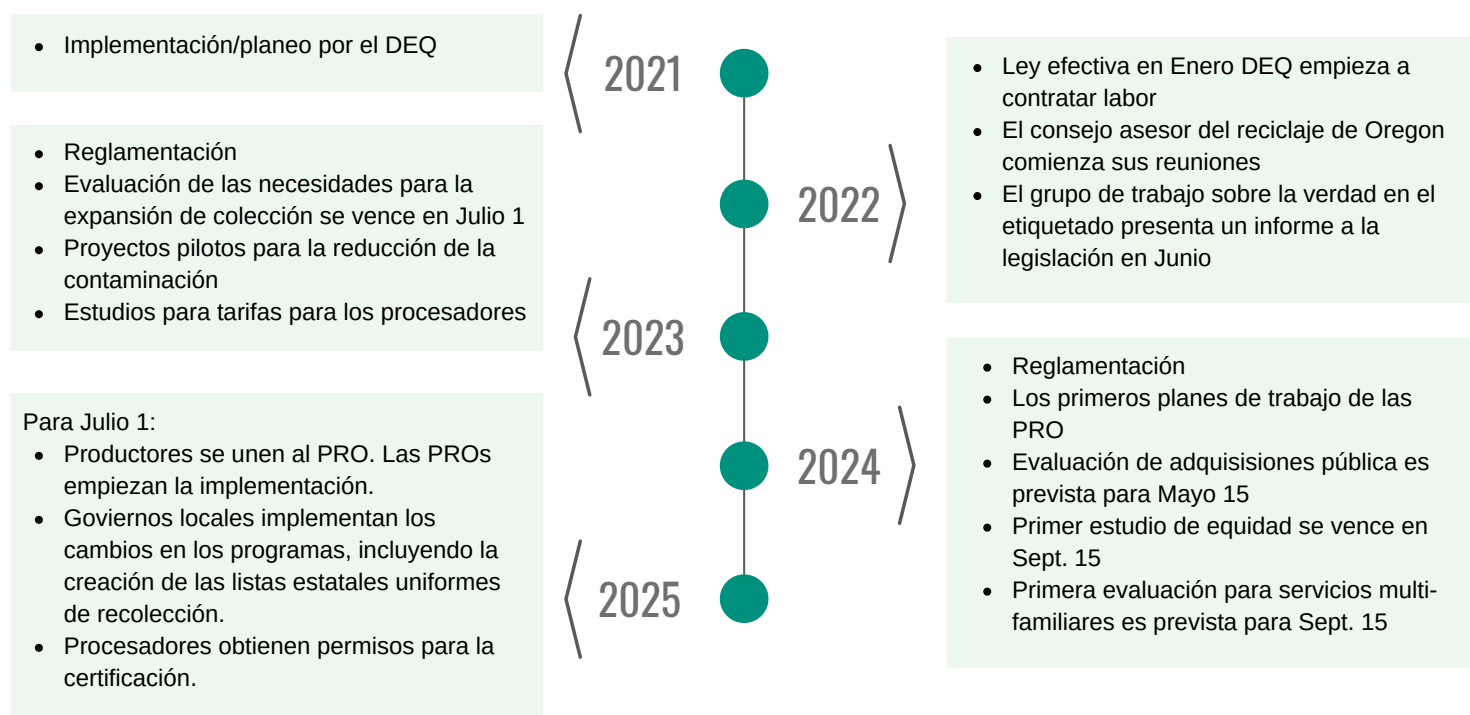 • Implementación/planeo por el DEQ
2021
• Ley efectiva en Enero DEQ empieza a
contratar labor
• El consejo asesor del reciclaje de Oregon
comienza sus reuniones
• El grupo de trabajo sobre la verdad en el
etiquetado presenta un informe a la
legislación en Junio
2022
• Reglamentación
• Evaluación de las necesidades para la
expansión de colección se vence en Julio 1
• Proyectos pilotos para la reducción de la
contaminación
• Estudios para tarifas para los procesadores
2023
• Reglamentación
• Los primeros planes de trabajo de las
PRO
• Evaluación de adquisisiones pública es
prevista para Mayo 15
• Primer estudio de equidad se vence en
Sept. 15
• Primera evaluación para servicios multi-
familiares es prevista para Sept. 15
2024
Para Julio 1:
• Productores se unen al PRO. Las PROs
empiezan la implementación.
• Goviernos locales implementan los
cambios en los programas, incluyendo la
creación de las listas estatales uniformes
de recolección.
• Procesadores obtienen permisos para la
certificación.
2025